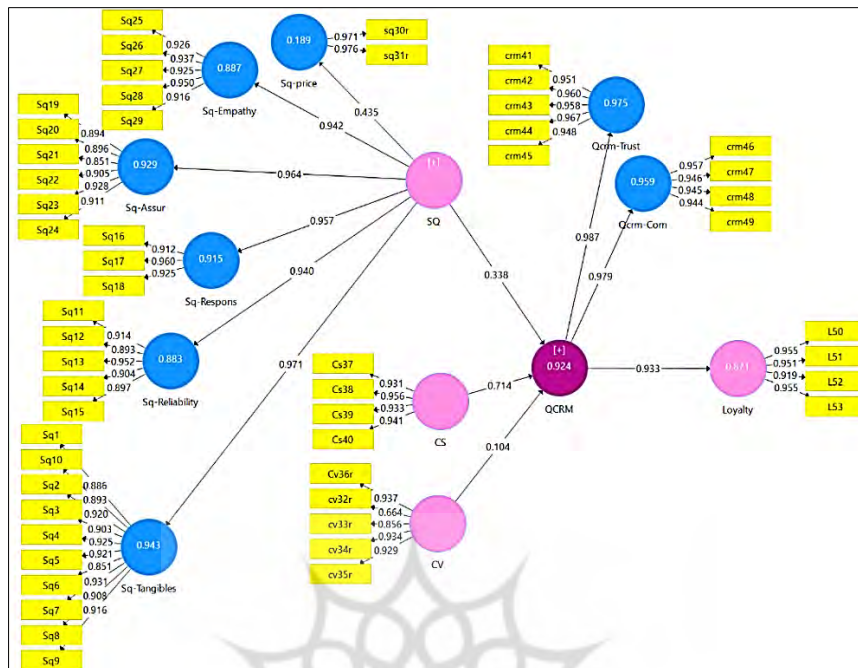 Sq25
Sq26
Sq27
Sq28
Sq29
0.926
0.937
0.925
0.950
0.916
0.887
Sq-Empathy
0.189
Sq-price
0.971
0.976
sq30r
sq31r
0.942
0.435
Sq19
Sq20
Sq21
Sq22
Sq23
Sq24
0.894
0.896
0.851
0.905
0.928
0.911
0.929
Sq-Assur
0.964
[+]
SQ
Sq16
Sq17
Sq18
0.912
0.960
0.925
0.915
Sq-Respons
0.957
Sq11
Sq12
Sq13
Sq14
Sq15
0.914
0.893
0.952
0.904
0.897
0.883
Sq-Reliability
0.940
Sq1
Sq10
Sq2
Sq3
Sq4
Sq5
Sq6
Sq7
Sq8
Sq9
0.886
0.893
0.920
0.903
0.925
0.921
0.851
0.931
0.908
0.916
0.943
Sq-Tangibles
0.971
crm41
crm42
crm43
crm44
crm45
0.951
0.960
0.958
0.967
0.948
0.975
Qcrm-Trust
0.959
Qcrm-Com
0.957
0.946
0.945
0.944
crm46
crm47
crm48
crm49
0.987
0.979
0.338
Cs37
Cs38
Cs39
Cs40
0.931
0.956
0.933
0.941
CS
0.714
[+]
0.924
QCRM
0.933
0.871
Loyalty
0.955
0.951
0.919
0.955
L50
L51
L52
L53
0.104
Cv36r
cv32r
cv33r
cv34r
cv35r
0.937
0.664
0.856
0.934
0.929
CV